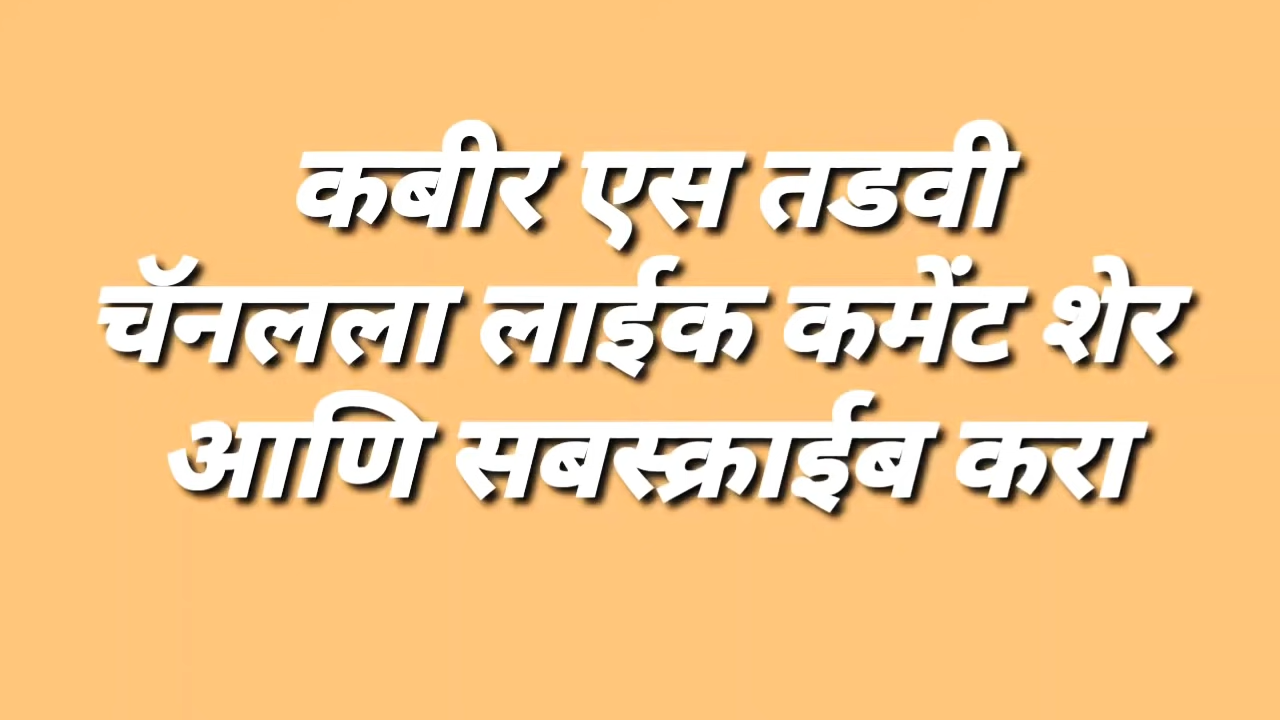 कबीर एस तडवी
चॅनलला लाईक कमेंट शेर
आणि सबस्क्राईब करा